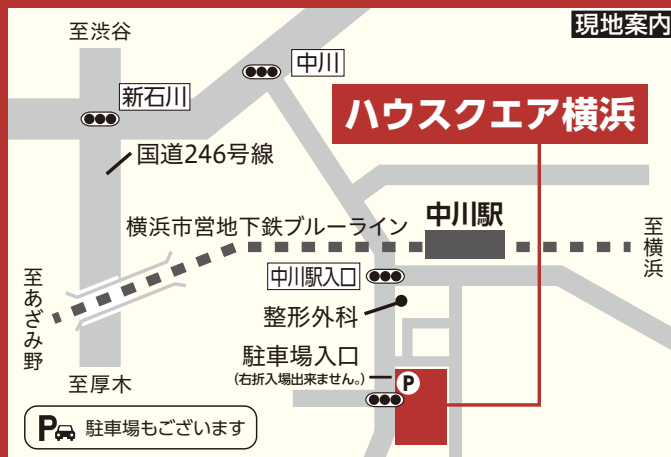 現地案内
至渋谷
中川
新石川
ハウスクエア横浜
国道246号線
横浜市営地下鉄ブルーライン
中川駅
至横浜
至あざみ野
中川駅入口
整形外科
駐車場入口
(右折入場出来ません。)
P
至厚木
P 駐車場もございます